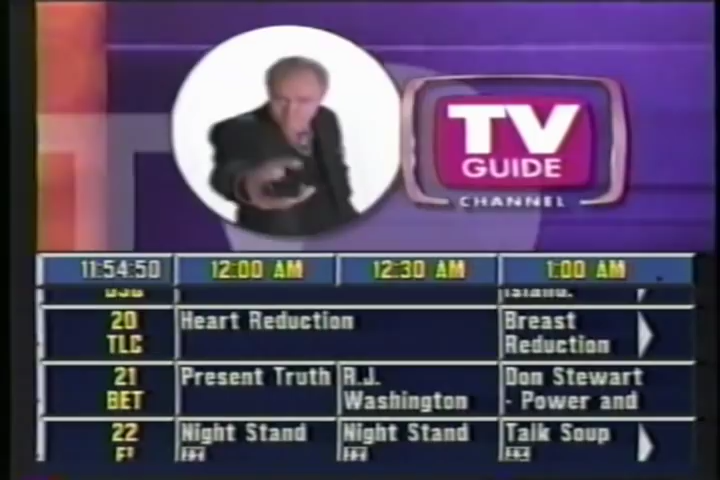 TV
GUIDE
CHANNEL
11:54:50 12:00 AM 12:30 AM 1:00 AM
20 Heart Reduction Breast
TLC Reduction
21 Present Truth R.J. Don Stewart
BET Washington - Power and
22 Night Stand Night Stand Talk Soup